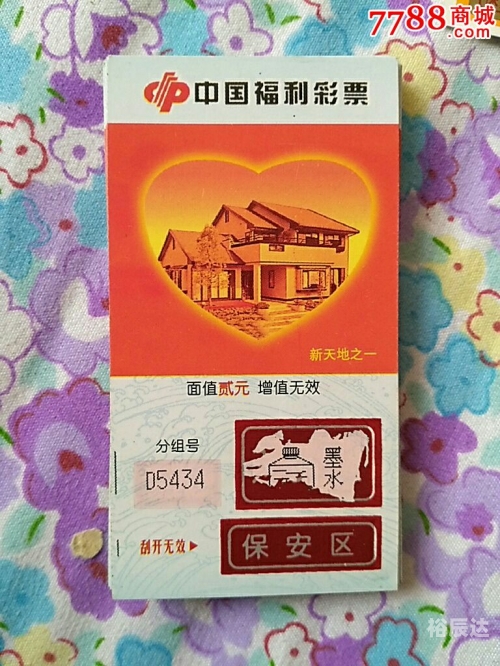 7788商城
.com
中国福利彩票
新天地之一
面值贰元 增值无效
分组号
D5434
墨水
刮开无效▶
保安区
裕辰达